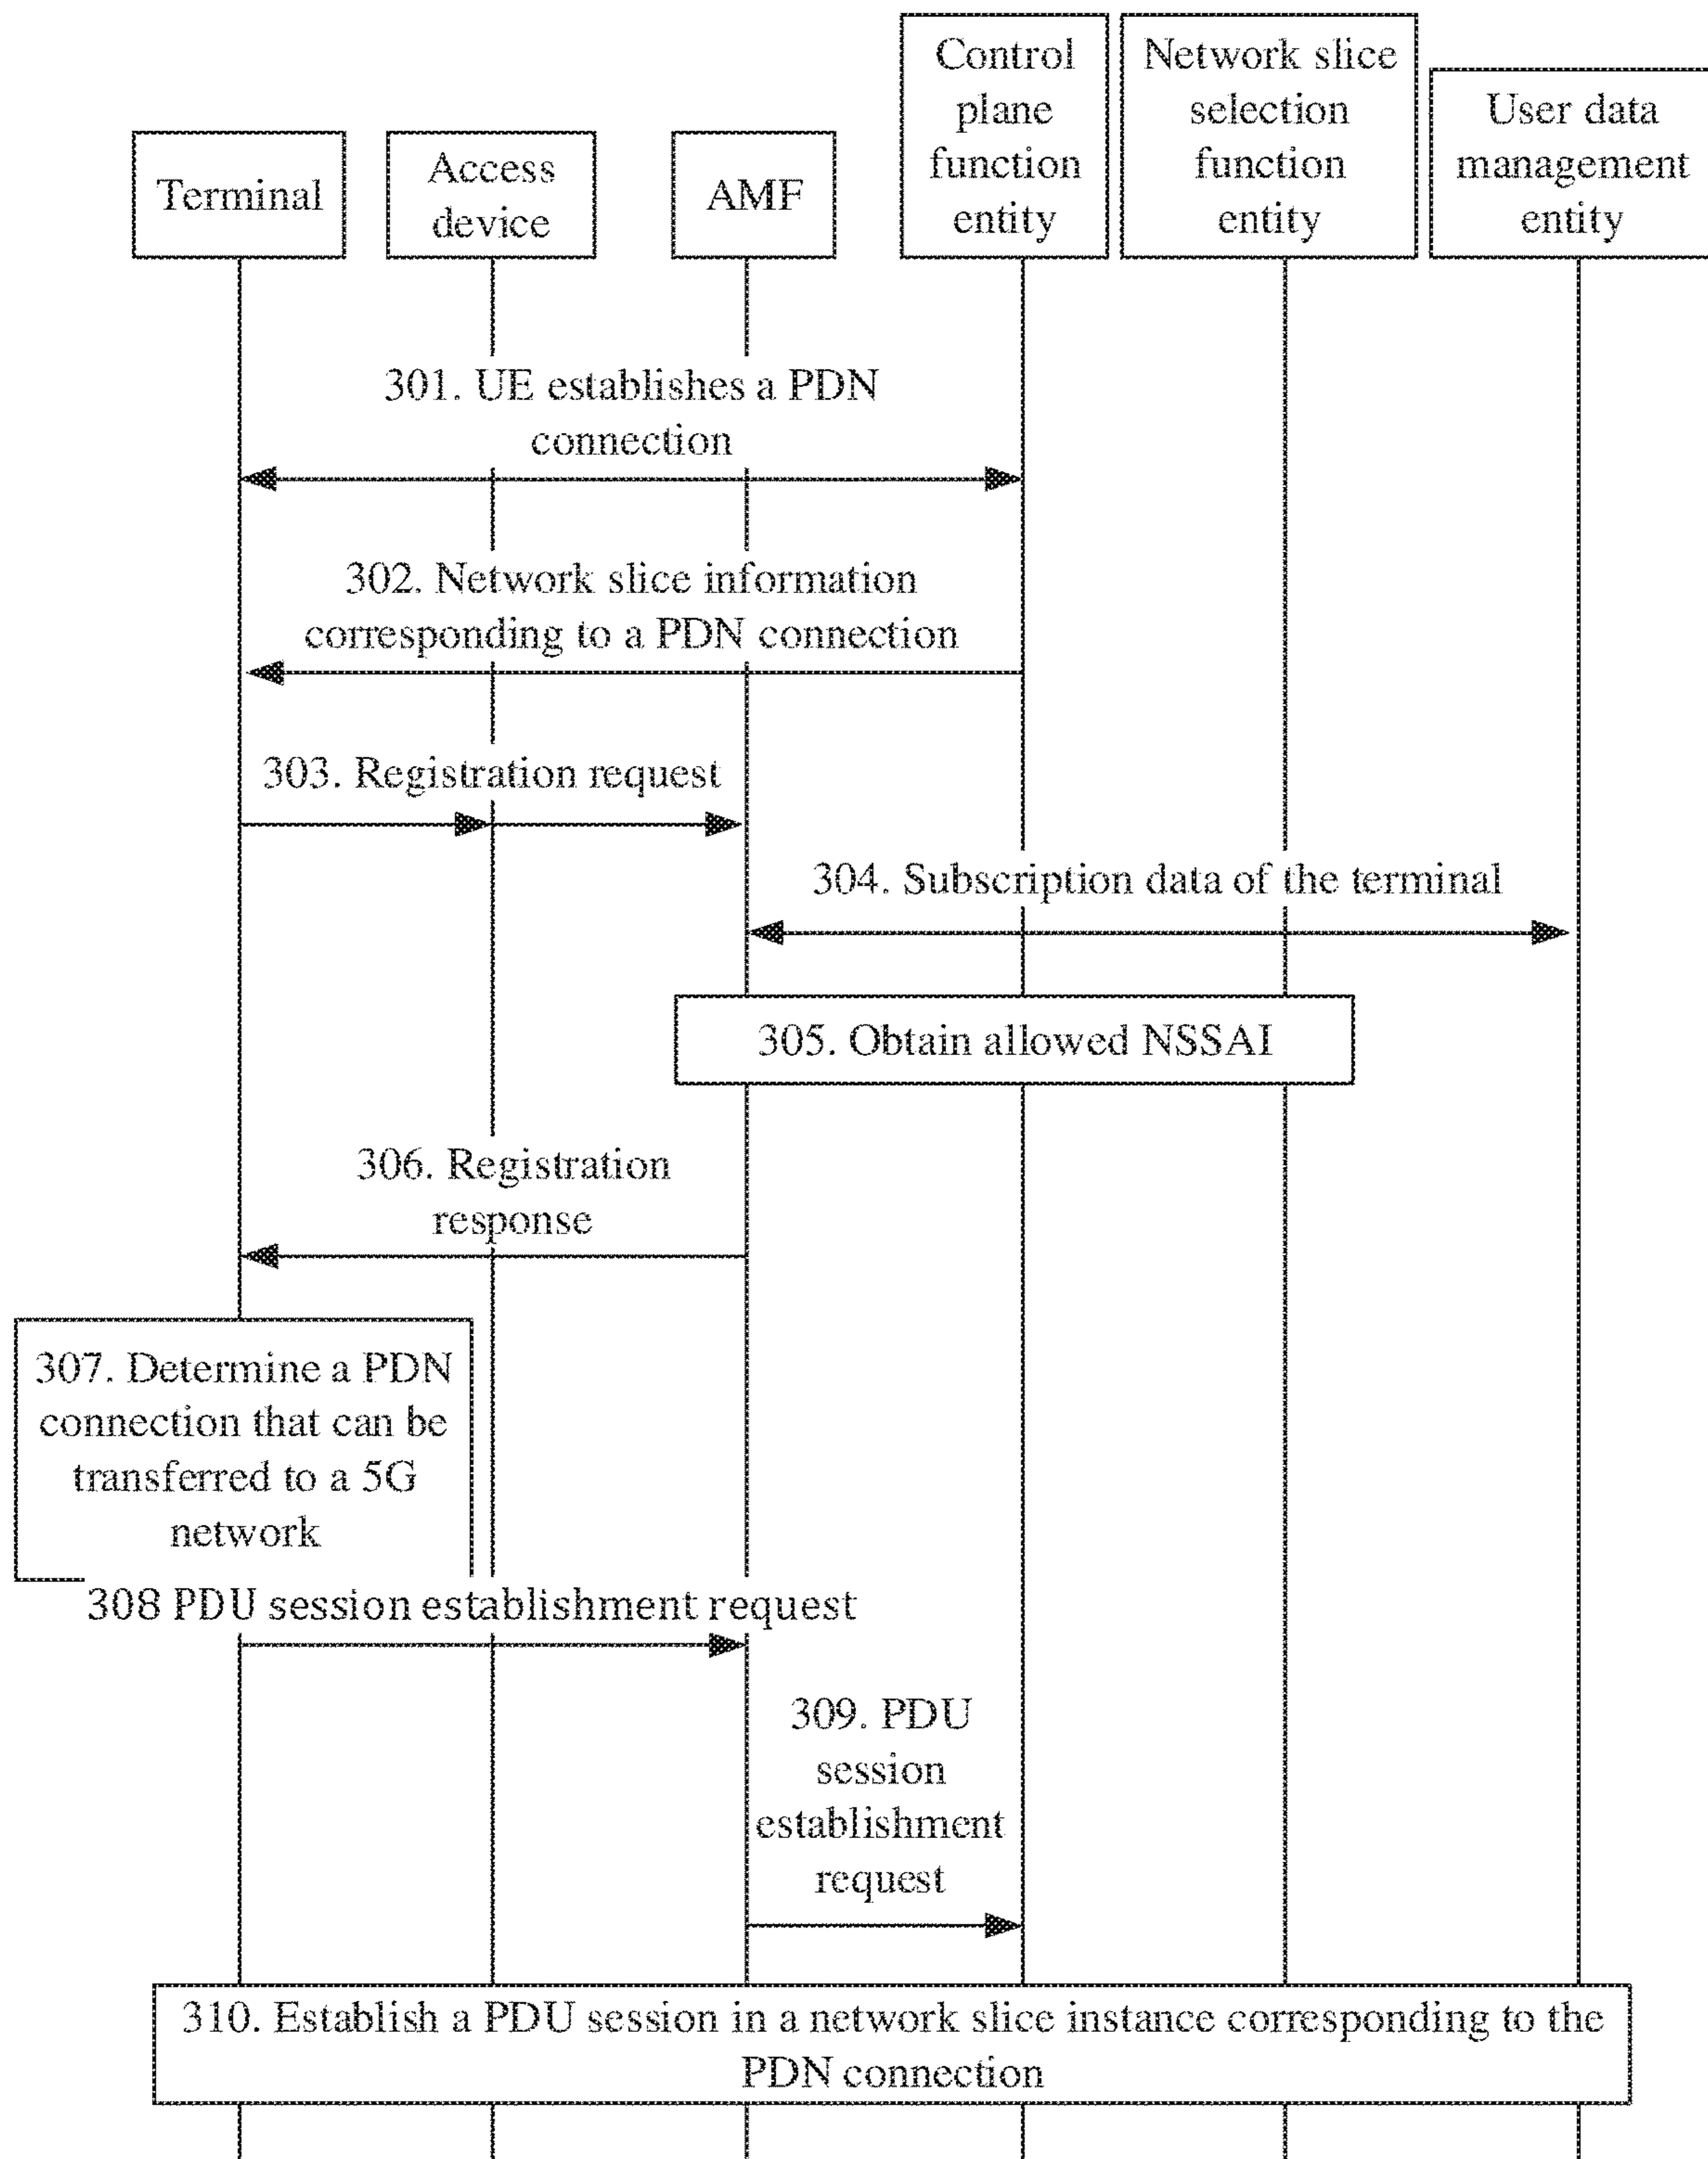 Terminal
Access
device
AMF
Control
plane
function
entity
Network slice
selection
function
entity
User data
management
entity
301. UE establishes a PDN
connection
302. Network slice information
corresponding to a PDN connection
303. Registration request
304. Subscription data of the terminal
305. Obtain allowed NSSAI
306. Registration
response
307. Determine a PDN
connection that can be
transferred to a 5G
network
308 PDU session establishment request
309. PDU
session
establishment
request
310. Establish a PDU session in a network slice instance corresponding to the
PDN connection